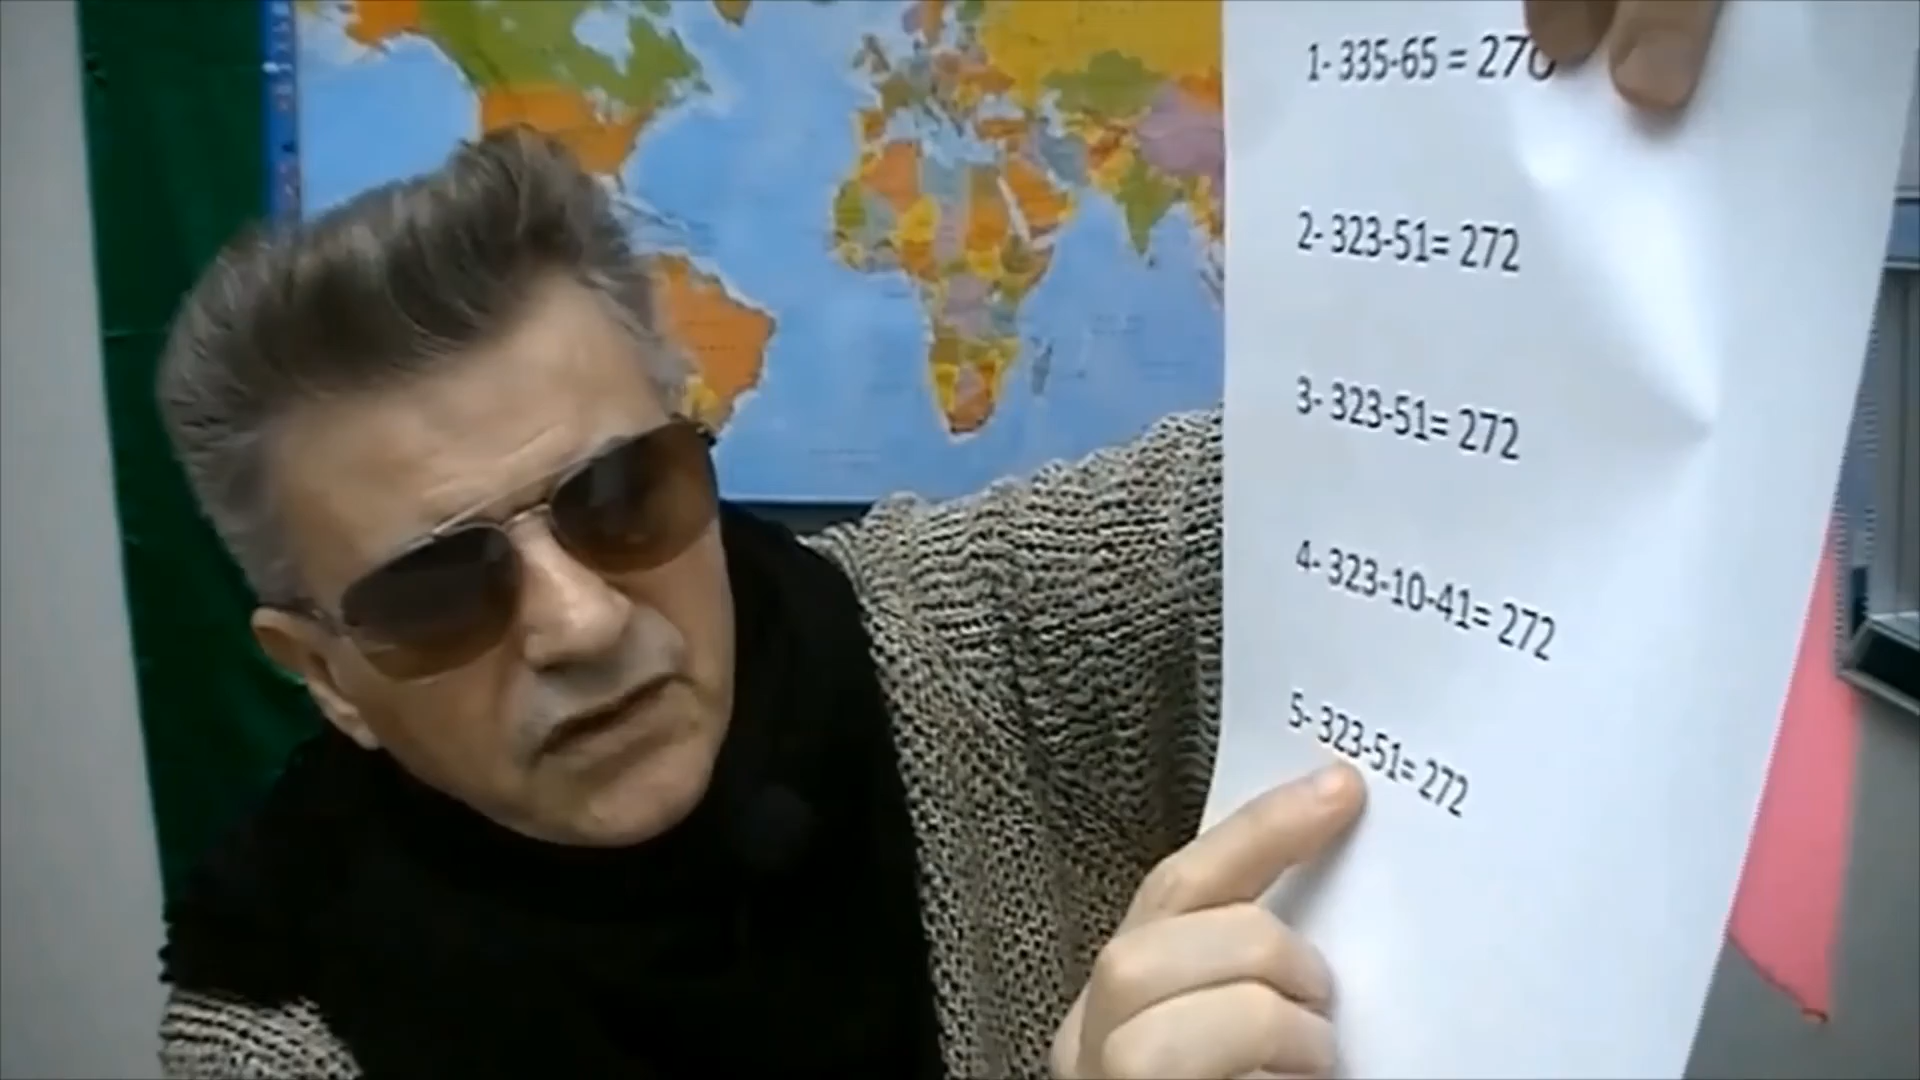 1- 335-65 = 270
2- 323-51= 272
3- 323-51= 272
4- 323-10-41= 272
5- 323-51= 272